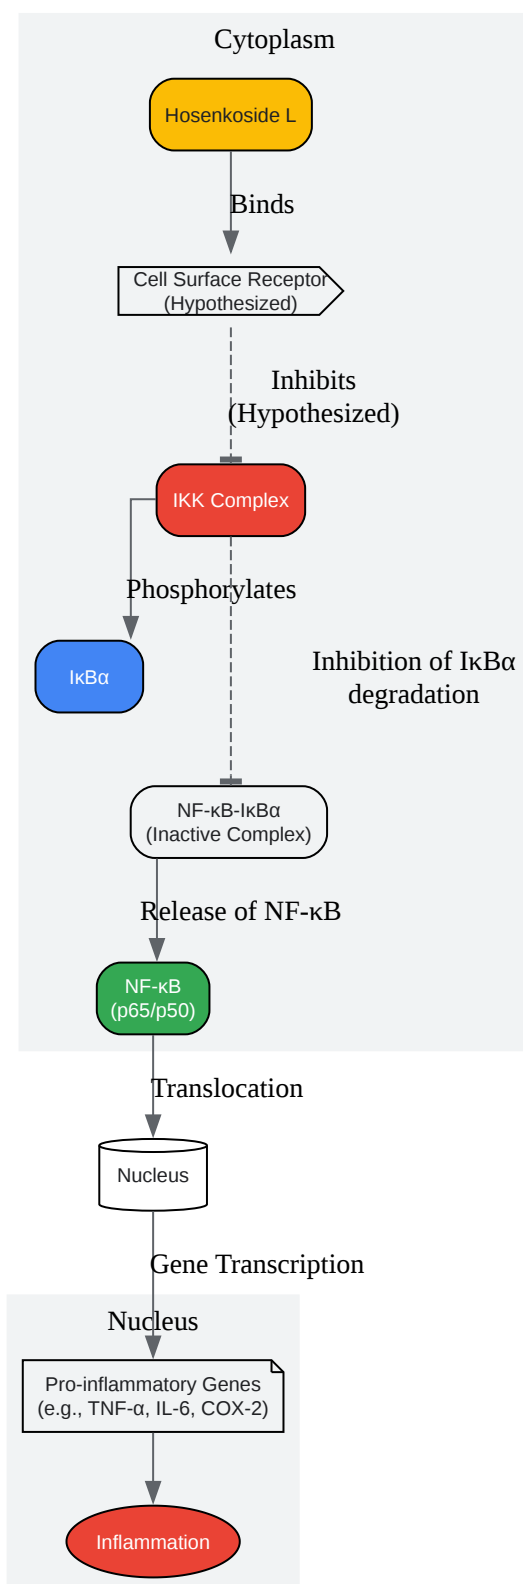 Cytoplasm
Hosenkoside L
Binds
Cell Surface Receptor
(Hypothesized)
Inhibits
(Hypothesized)
IKK Complex
Phosphorylates
IκBα
Inhibition of IκBα
degradation
NF-κB-IκBα
(Inactive Complex)
Release of NF-κB
NF-κB
(p65/p50)
Translocation
Nucleus
Gene Transcription
Nucleus
Pro-inflammatory Genes
(e.g., TNF-α, IL-6, COX-2)
Inflammation